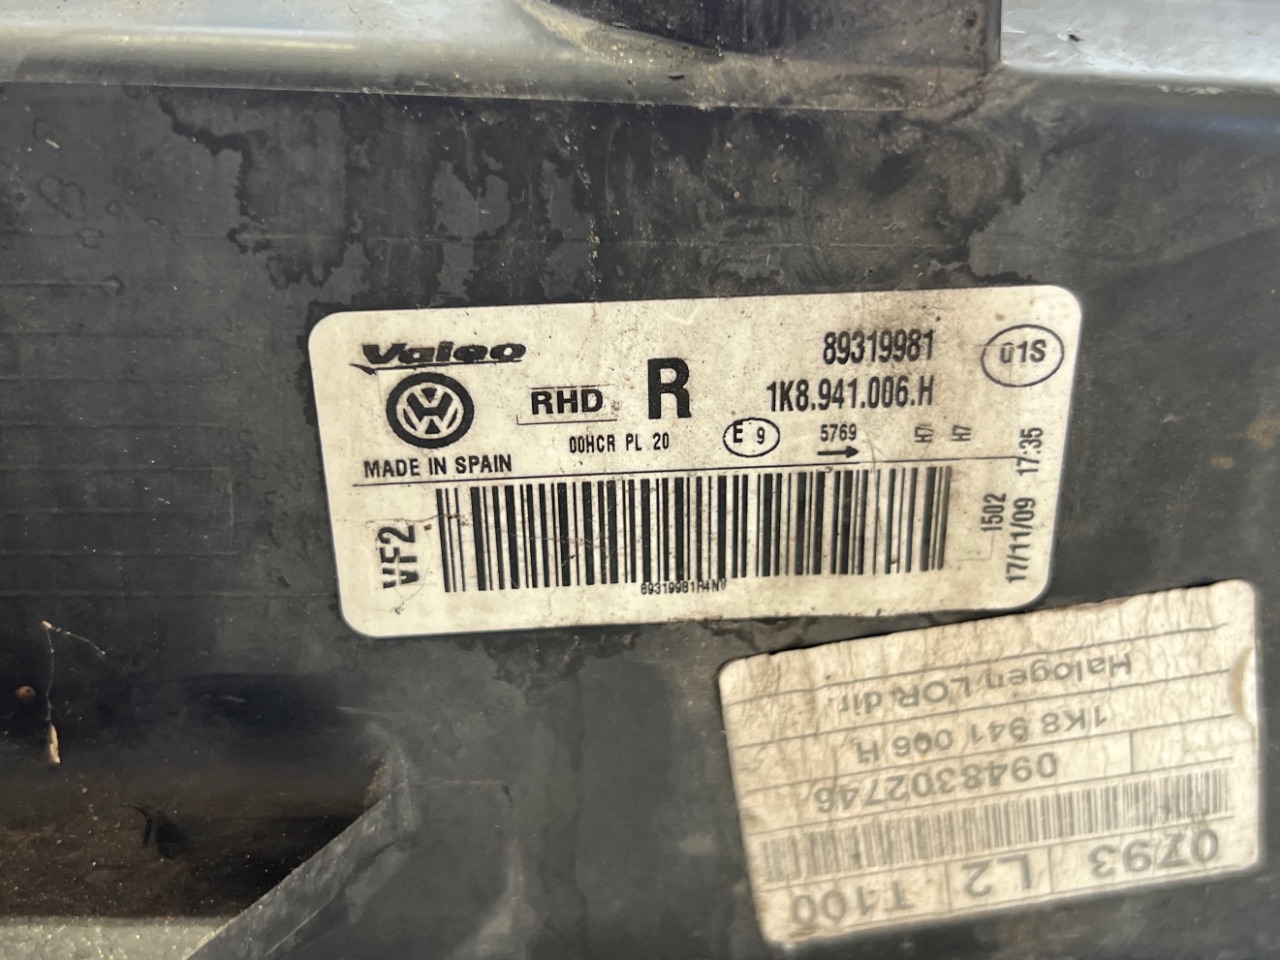 Valeo
89319981
01S
RHD
R
1K8.941.006.H
00HCR PL 20
E 9
5769
H7 H7
MADE IN SPAIN
VF2
1502
17/11/09 17:35
89319981R4N0
0793 L2 T100
0948302746
1K8 941 006 H
Halogen LOR dir